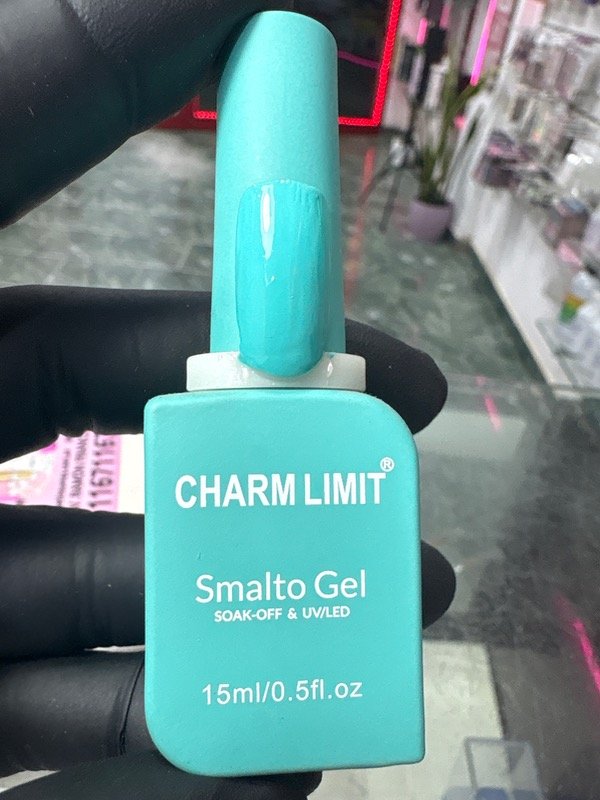 CHARM LIMIT®
Smalto Gel
SOAK-OFF & UV/LED
15ml/0.5fl.oz